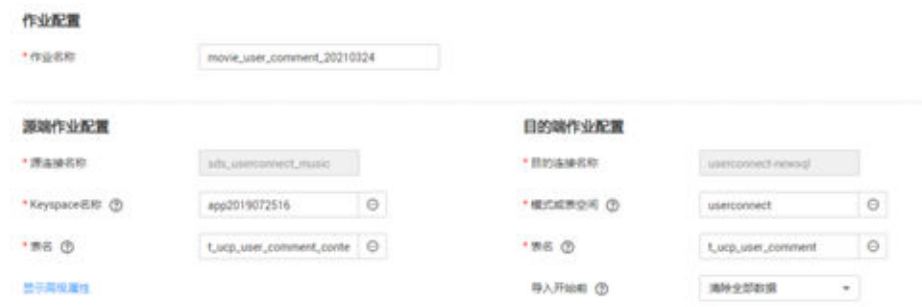 作业配置
* 作业名称 movie_user_comment_20210324
源端作业配置
* 源连接名称 sds_userconnect_music
* Keyspace名称 app2019072516
* 表名 t_ucp_user_comment_conte
显示高级属性
目的端作业配置
* 目的连接名称 userconnect-newsql
* 模式或表空间 userconnect
* 表名 t_ucp_user_comment
导入开始前 清除全部数据